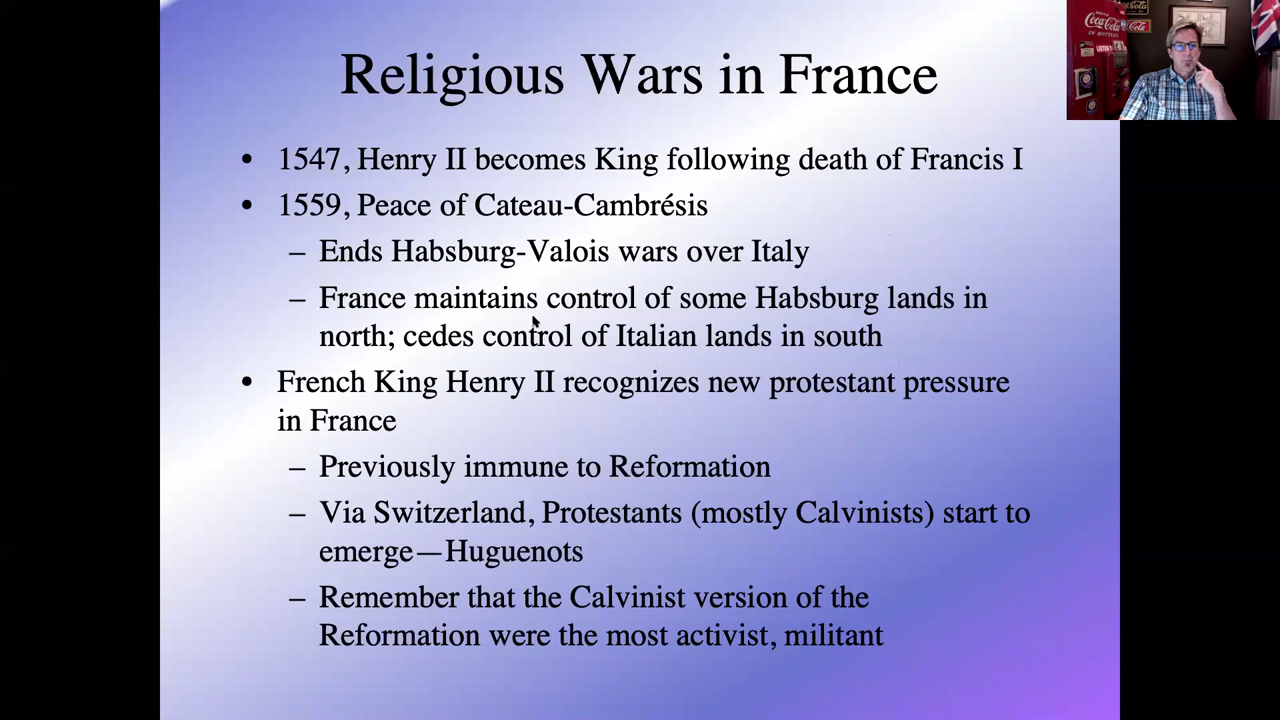 Religious Wars in France
• 1547, Henry II becomes King following death of Francis I
• 1559, Peace of Cateau-Cambrésis
– Ends Habsburg-Valois wars over Italy
– France maintains control of some Habsburg lands in
north; cedes control of Italian lands in south
• French King Henry II recognizes new protestant pressure
in France
– Previously immune to Reformation
– Via Switzerland, Protestants (mostly Calvinists) start to
emerge—Huguenots
– Remember that the Calvinist version of the
Reformation were the most activist, militant
Coca-Cola
IN BOTTLES